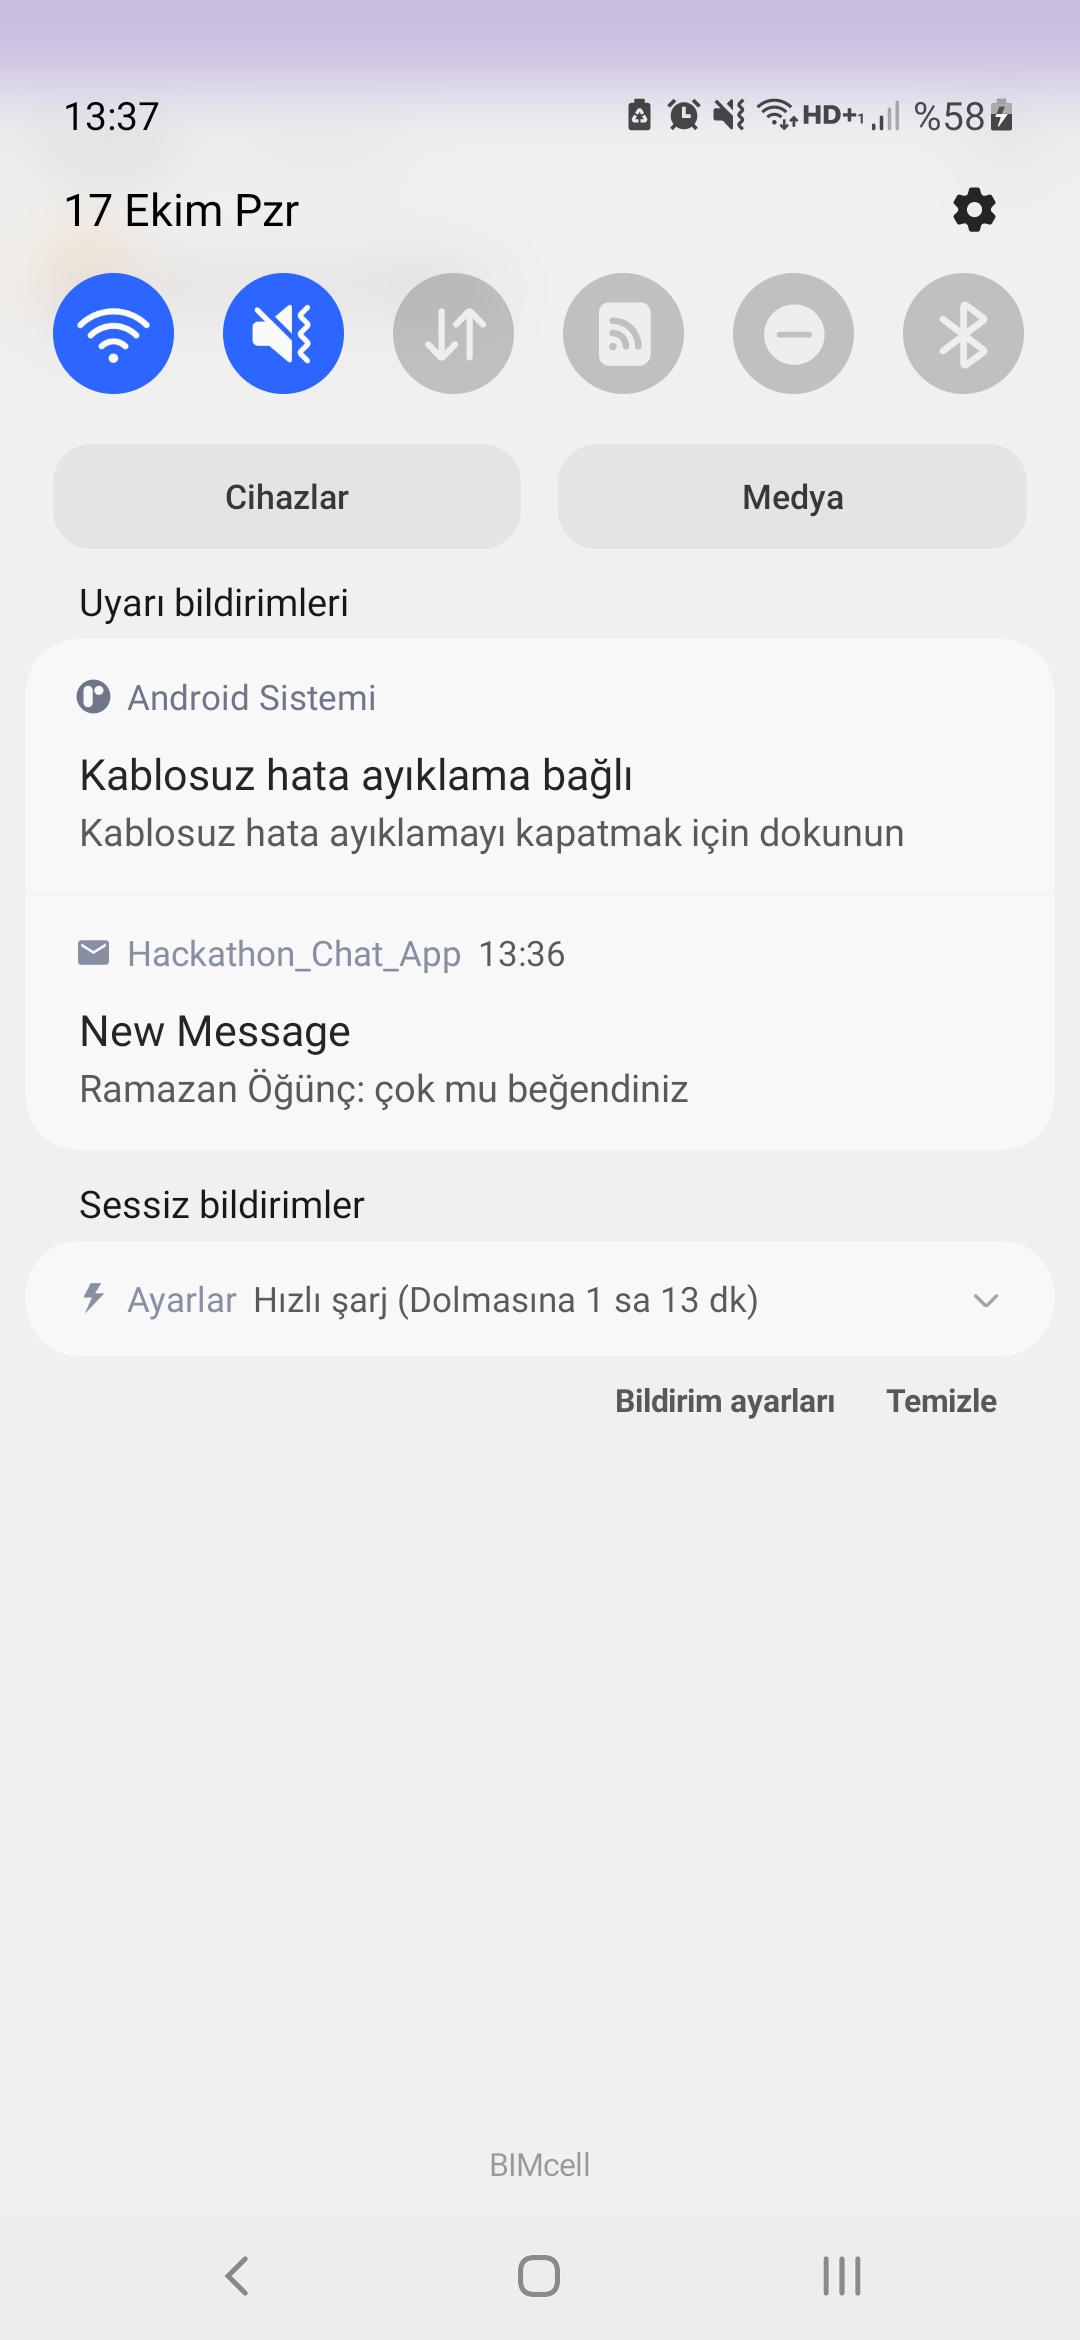 13:37
HD+1 %58
17 Ekim Pzr
Cihazlar
Medya
Uyarı bildirimleri
Android Sistemi
Kablosuz hata ayıklama bağlı
Kablosuz hata ayıklamayı kapatmak için dokunun
Hackathon_Chat_App 13:36
New Message
Ramazan Öğünç: çok mu beğendiniz
Sessiz bildirimler
Ayarlar Hızlı şarj (Dolmasına 1 sa 13 dk)
Bildirim ayarları Temizle
BIMcell